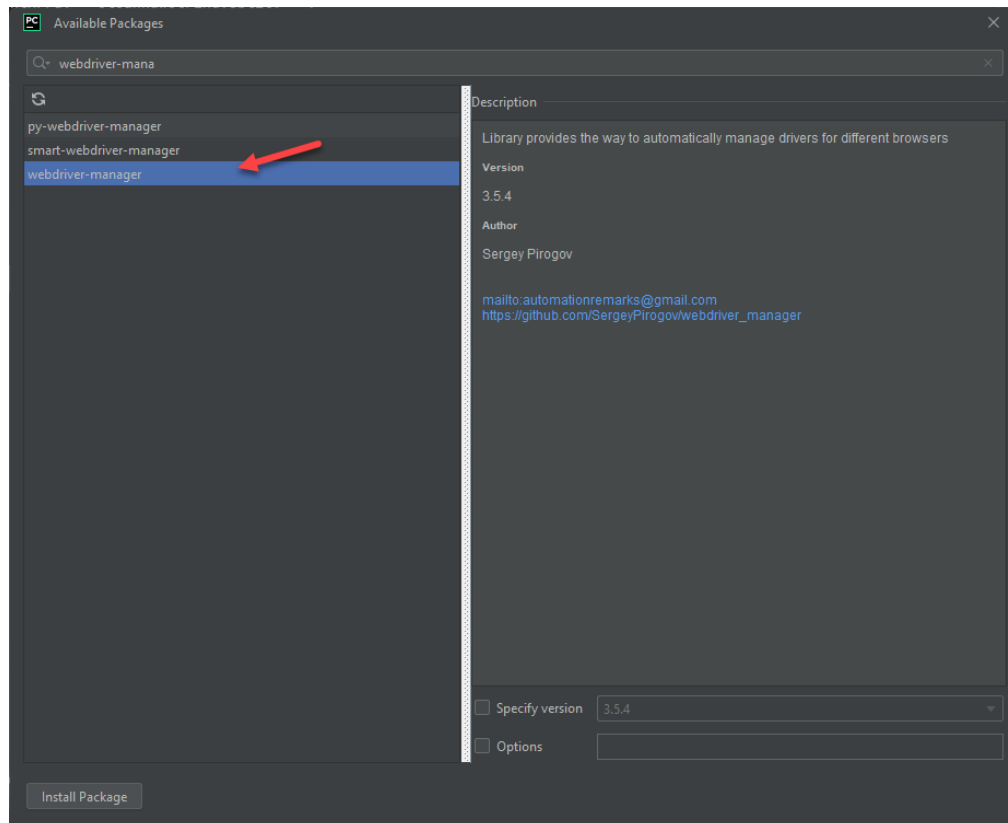 PC Available Packages
webdriver-mana
py-webdriver-manager
smart-webdriver-manager
webdriver-manager
Description
Library provides the way to automatically manage drivers for different browsers
Version
3.5.4
Author
Sergey Pirogov
mailto:automationremarks@gmail.com
https://github.com/SergeyPirogov/webdriver_manager
Specify version 3.5.4
Options
Install Package